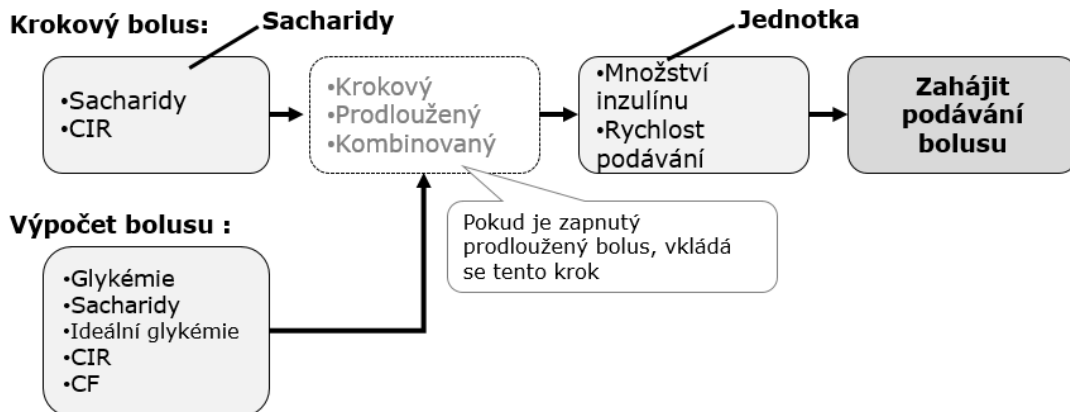 Krokový bolus:
Sacharidy
Jednotka
•Sacharidy
•CIR
•Krokový
•Prodloužený
•Kombinovaný
•Množství
inzulínu
•Rychlost
podávání
Zahájit
podávání
bolusu
Pokud je zapnutý
prodloužený bolus, vkládá
se tento krok
Výpočet bolusu :
•Glykémie
•Sacharidy
•Ideální glykémie
•CIR
•CF